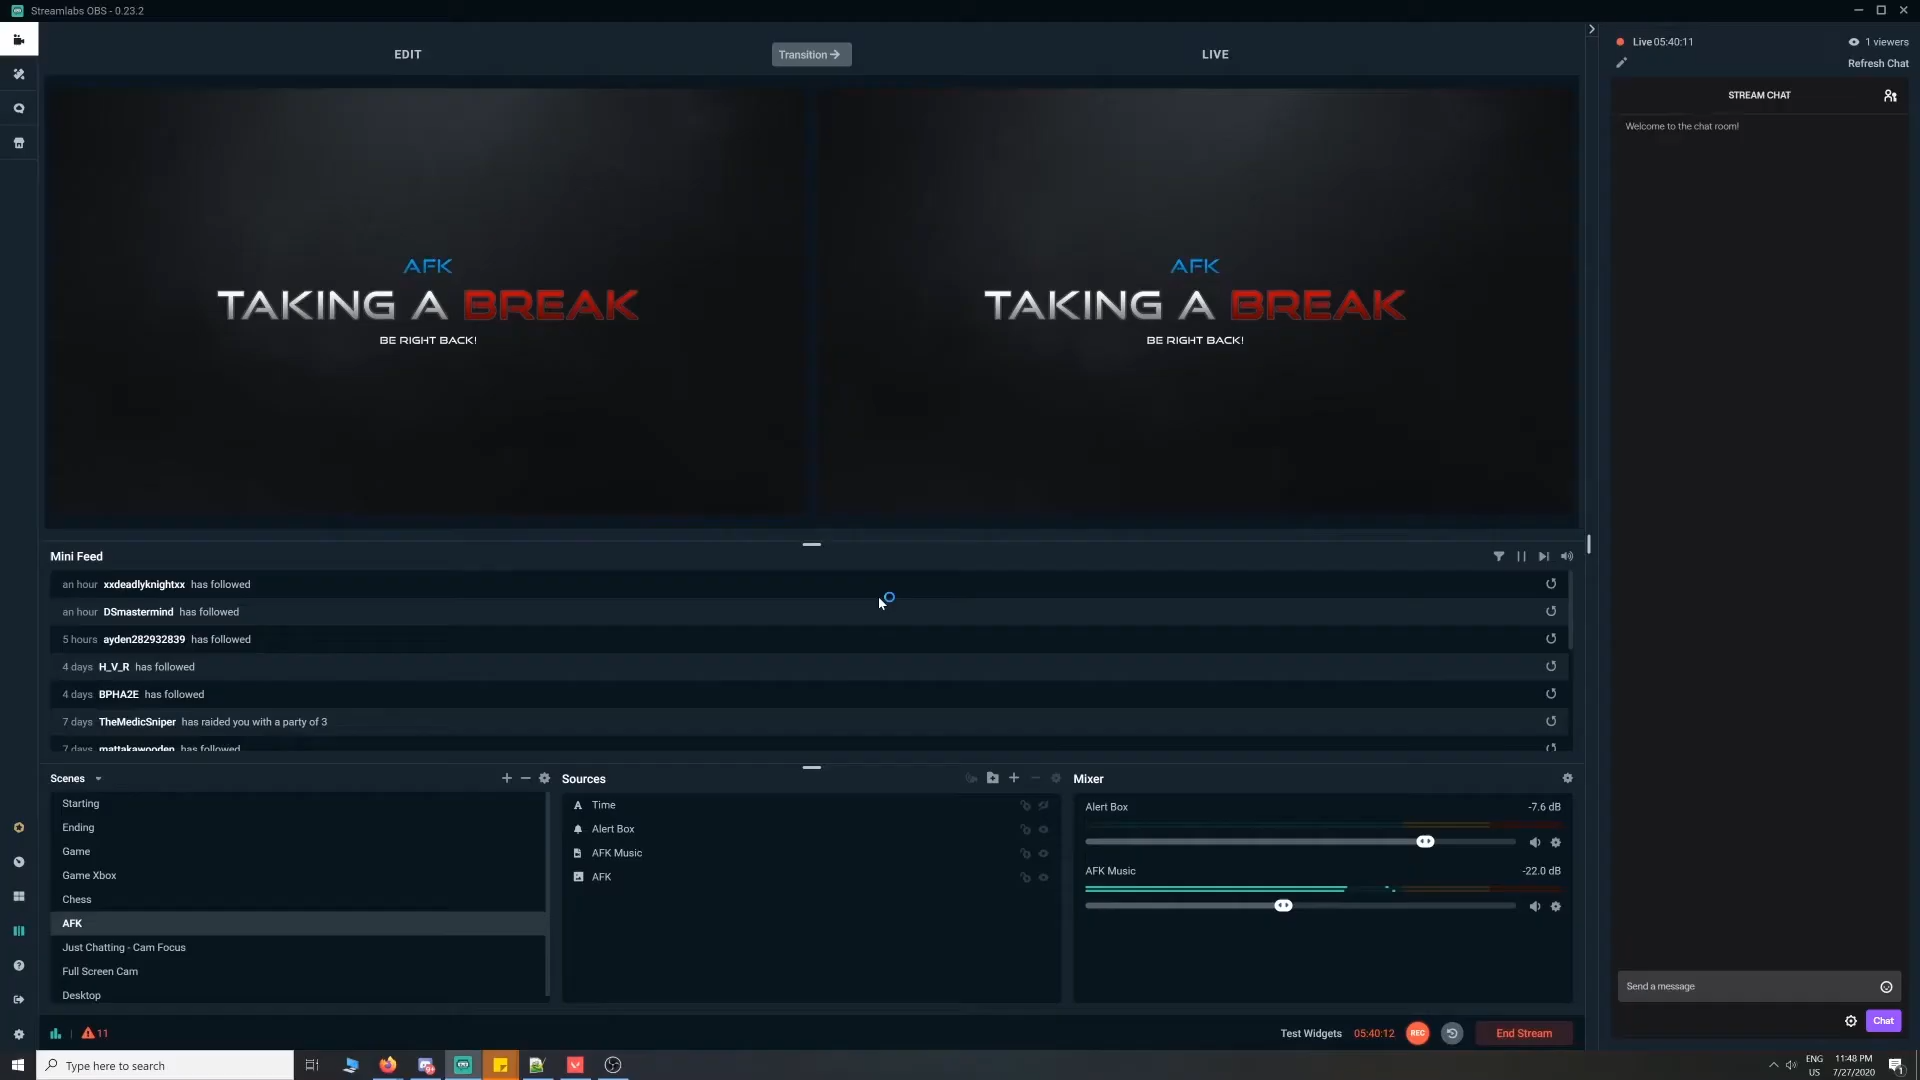 Streamlabs OBS - 0.23.2
EDIT
Transition
LIVE
Live 05:40:11
1 viewers
Refresh Chat
STREAM CHAT
Welcome to the chat room!
AFK
TAKING A BREAK
BE RIGHT BACK!
AFK
TAKING A BREAK
BE RIGHT BACK!
Mini Feed
an hour xxdeadlyknightxx has followed
an hour DSmastermind has followed
5 hours ayden282932839 has followed
4 days H_V_R has followed
4 days BPHA2E has followed
7 days TheMedicSniper has raided you with a party of 3
7 days mattakawooden has followed
Scenes
Starting
Ending
Game
Game Xbox
Chess
AFK
Just Chatting - Cam Focus
Full Screen Cam
Desktop
Sources
Time
Alert Box
AFK Music
AFK
Mixer
Alert Box -7.6 dB
AFK Music -22.0 dB
Send a message
Chat
11
Test Widgets 05:40:12 REC End Stream
Type here to search
ENG
US
11:48 PM
7/27/2020